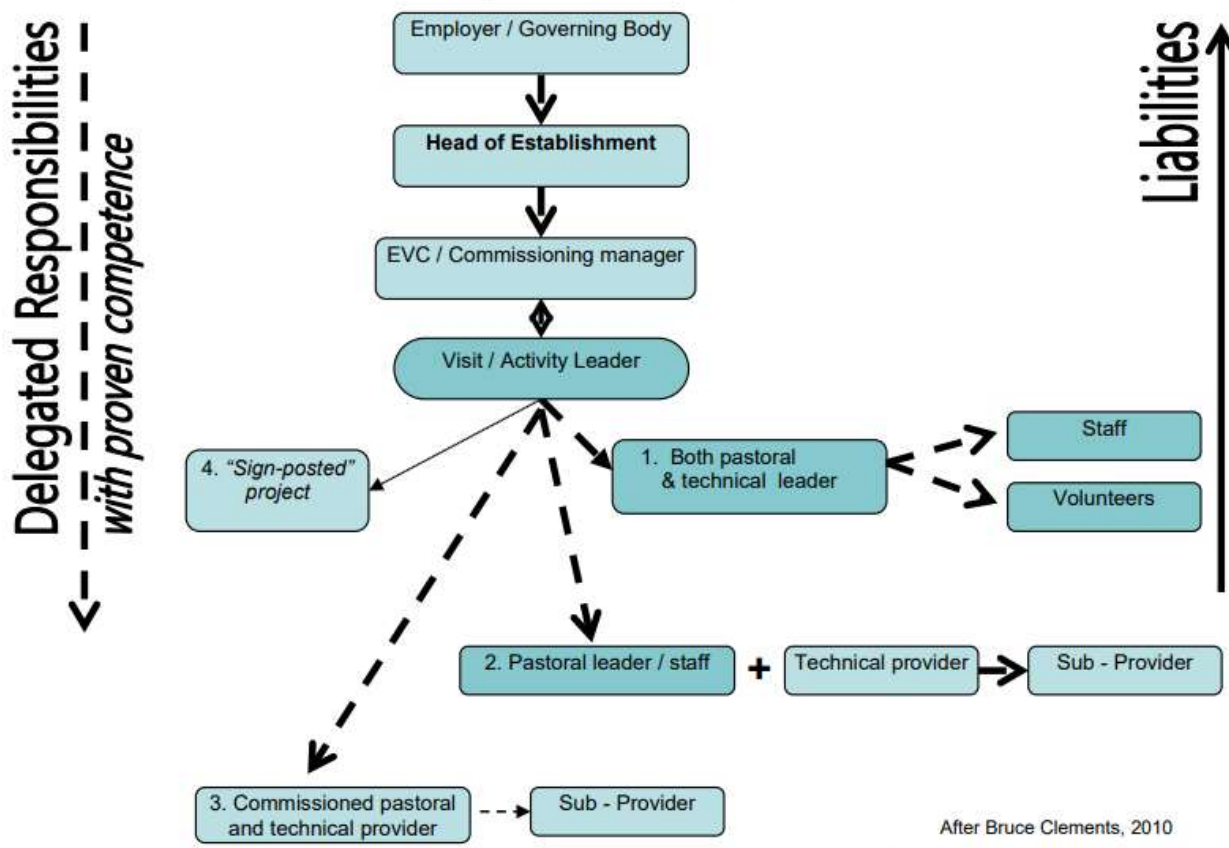 Delegated Responsibilities
with proven competence
Employer / Governing Body
Liabilities
Head of Establishment
EVC / Commissioning manager
Visit / Activity Leader
4. "Sign-posted"
project
1. Both pastoral
& technical leader
Staff
Volunteers
2. Pastoral leader / staff
+
Technical provider
Sub - Provider
3. Commissioned pastoral
and technical provider
Sub - Provider
After Bruce Clements, 2010